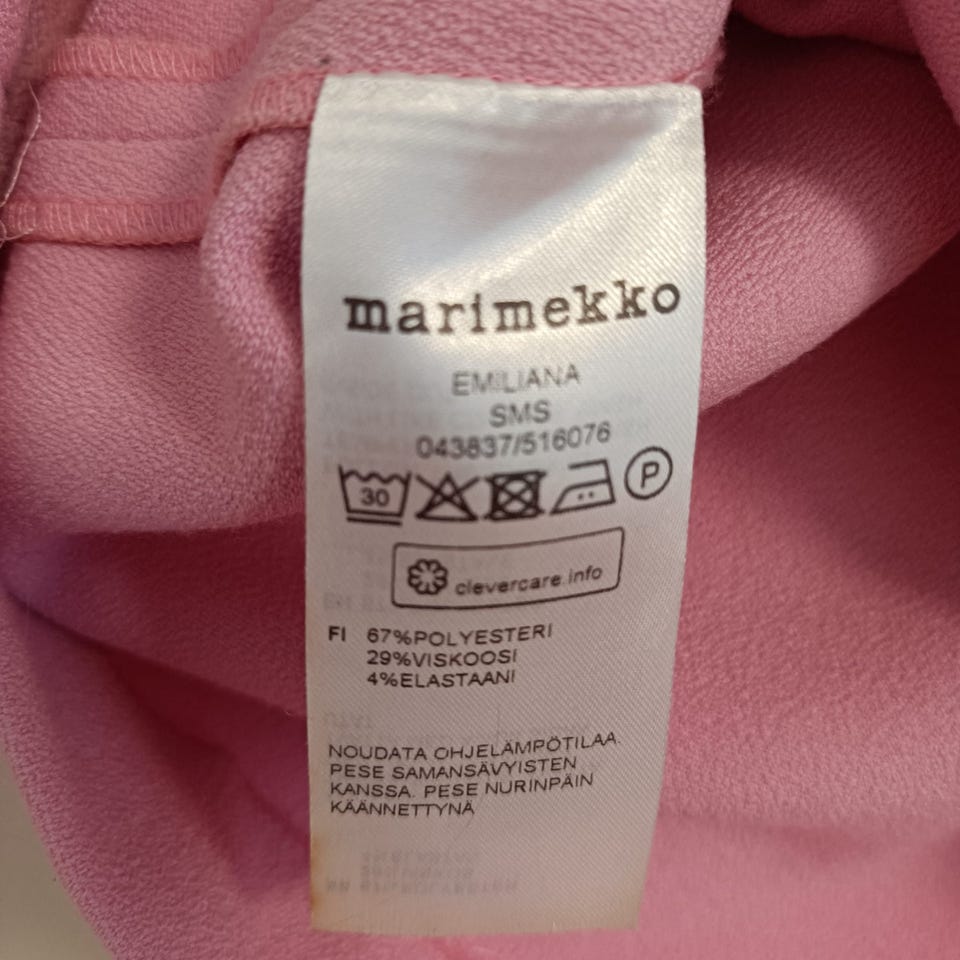 marimekko
EMILIANA
SMS
043837/516076
30
P
clevercare.info
FI 67%POLYESTERI
29%VISKOOSI
4%ELASTAANI
NOUDATA OHJELÄMPÖTILAA.
PESE SAMANSÄVYISTEN
KANSSA. PESE NURINPÄIN
KÄÄNNETTYNÄ